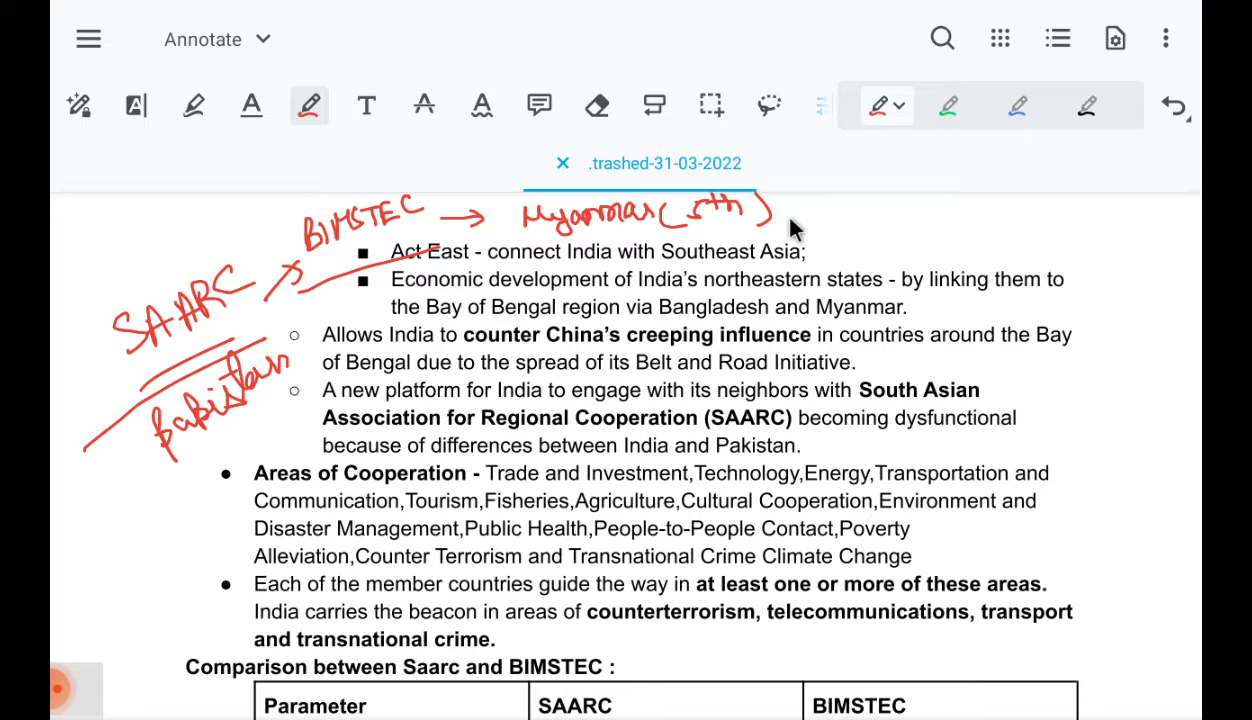 Annotate
.trashed-31-03-2022
BIMSTEC → Myanmar (5th)
■ Act East - connect India with Southeast Asia;
■ Economic development of India's northeastern states - by linking them to
the Bay of Bengal region via Bangladesh and Myanmar.
SAARC
○ Allows India to counter China's creeping influence in countries around the Bay
of Bengal due to the spread of its Belt and Road Initiative.
Pakistan
○ A new platform for India to engage with its neighbors with South Asian
Association for Regional Cooperation (SAARC) becoming dysfunctional
because of differences between India and Pakistan.
● Areas of Cooperation - Trade and Investment,Technology,Energy,Transportation and
Communication,Tourism,Fisheries,Agriculture,Cultural Cooperation,Environment and
Disaster Management,Public Health,People-to-People Contact,Poverty
Alleviation,Counter Terrorism and Transnational Crime Climate Change
● Each of the member countries guide the way in at least one or more of these areas.
India carries the beacon in areas of counterterrorism, telecommunications, transport
and transnational crime.
Comparison between Saarc and BIMSTEC :
Parameter SAARC BIMSTEC